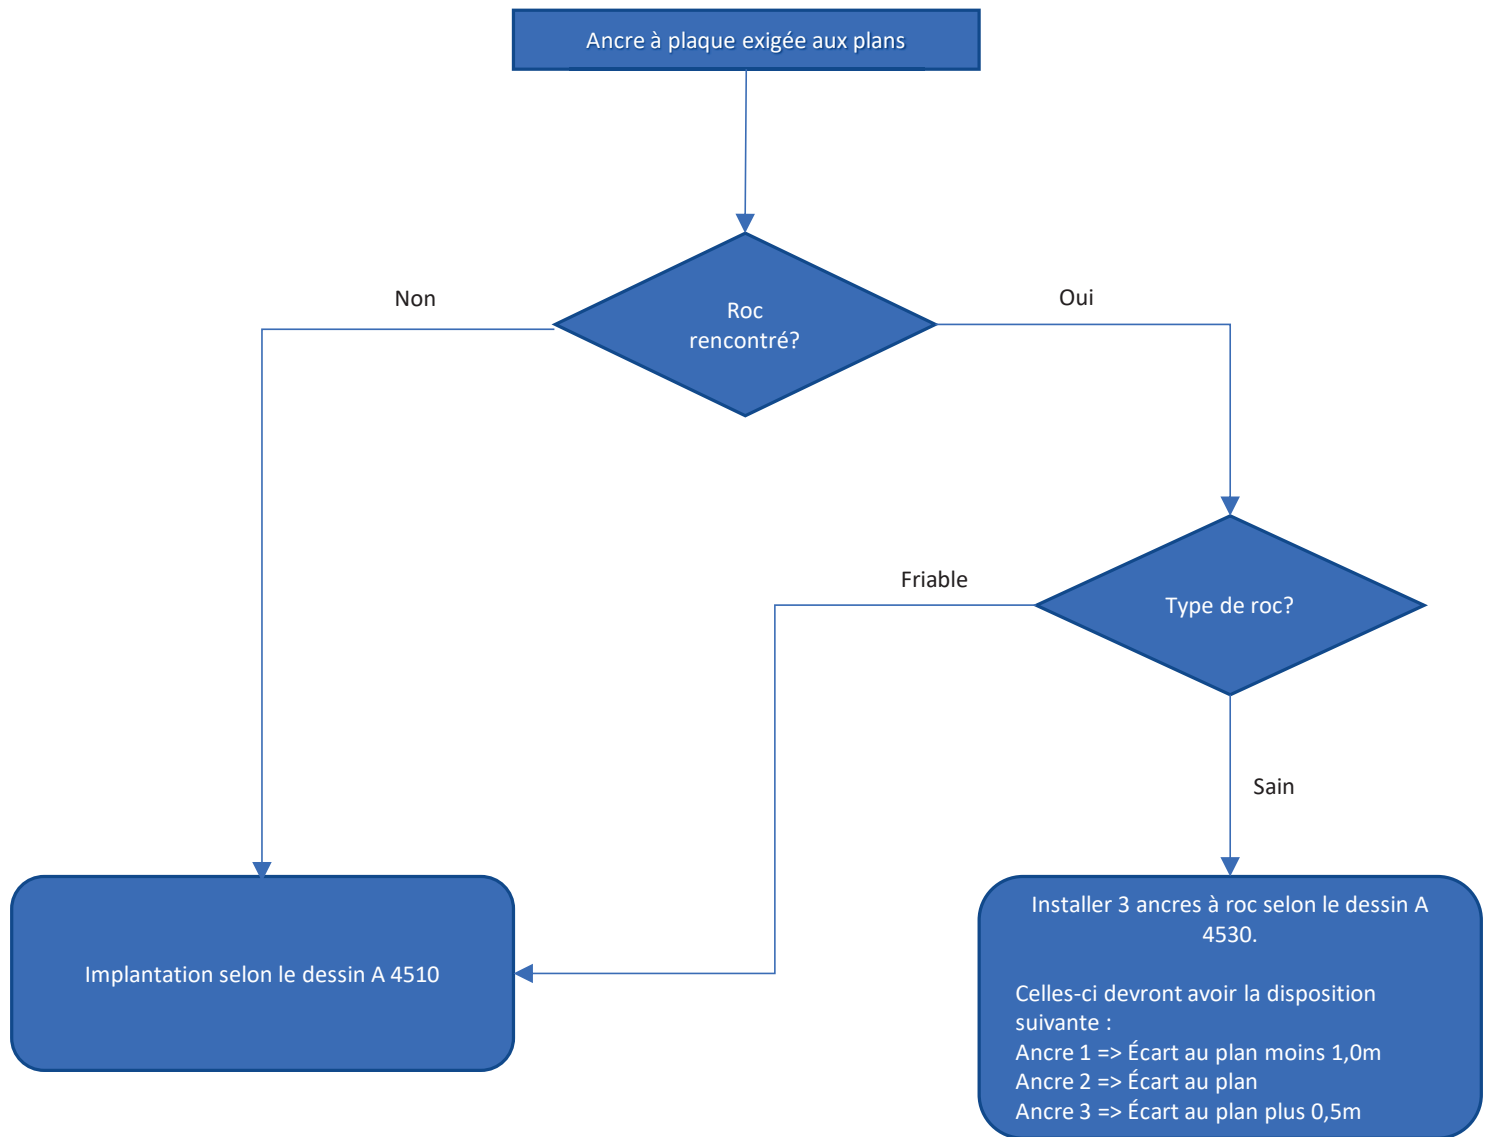 Ancre à plaque exigée aux plans
Non
Roc
rencontré?
Oui
Friable
Type de roc?
Sain
Implantation selon le dessin A 4510
Installer 3 ancres à roc selon le dessin A
4530.
Celles-ci devront avoir la disposition
suivante :
Ancre 1 => Écart au plan moins 1,0m
Ancre 2 => Écart au plan
Ancre 3 => Écart au plan plus 0,5m